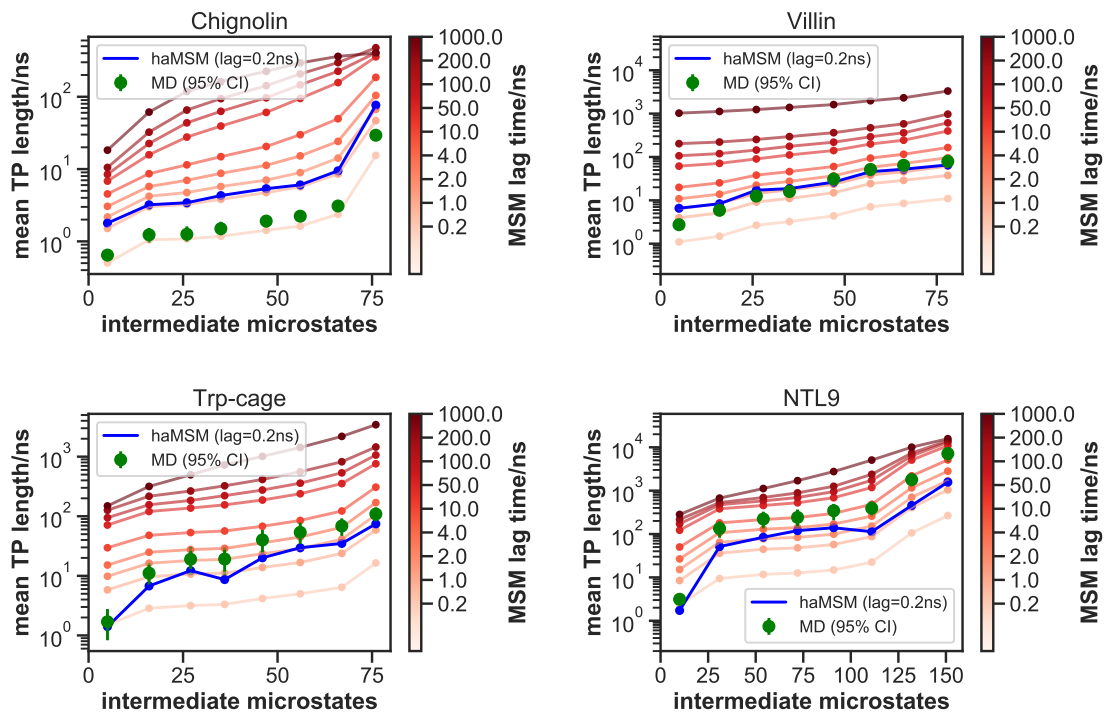 Chignolin
mean TP length/ns
haMSM (lag=0.2ns)
MD (95% CI)
10^2
10^1
10^0
0 25 50 75
intermediate microstates
1000.0
200.0
100.0
50.0
10.0
4.0
2.0
1.0
0.2
MSM lag time/ns
Villin
mean TP length/ns
haMSM (lag=0.2ns)
MD (95% CI)
10^4
10^3
10^2
10^1
10^0
0 25 50 75
intermediate microstates
1000.0
200.0
100.0
50.0
10.0
4.0
2.0
0.2
MSM lag time/ns
Trp-cage
mean TP length/ns
haMSM (lag=0.2ns)
MD (95% CI)
10^3
10^2
10^1
10^0
0 25 50 75
intermediate microstates
1000.0
200.0
100.0
50.0
10.0
4.0
2.0
1.0
0.2
MSM lag time/ns
NTL9
mean TP length/ns
10^4
10^3
10^2
10^1
10^0
haMSM (lag=0.2ns)
MD (95% CI)
0 25 50 75 100 125 150
intermediate microstates
1000.0
200.0
100.0
50.0
10.0
4.0
2.0
1.0
0.2
MSM lag time/ns